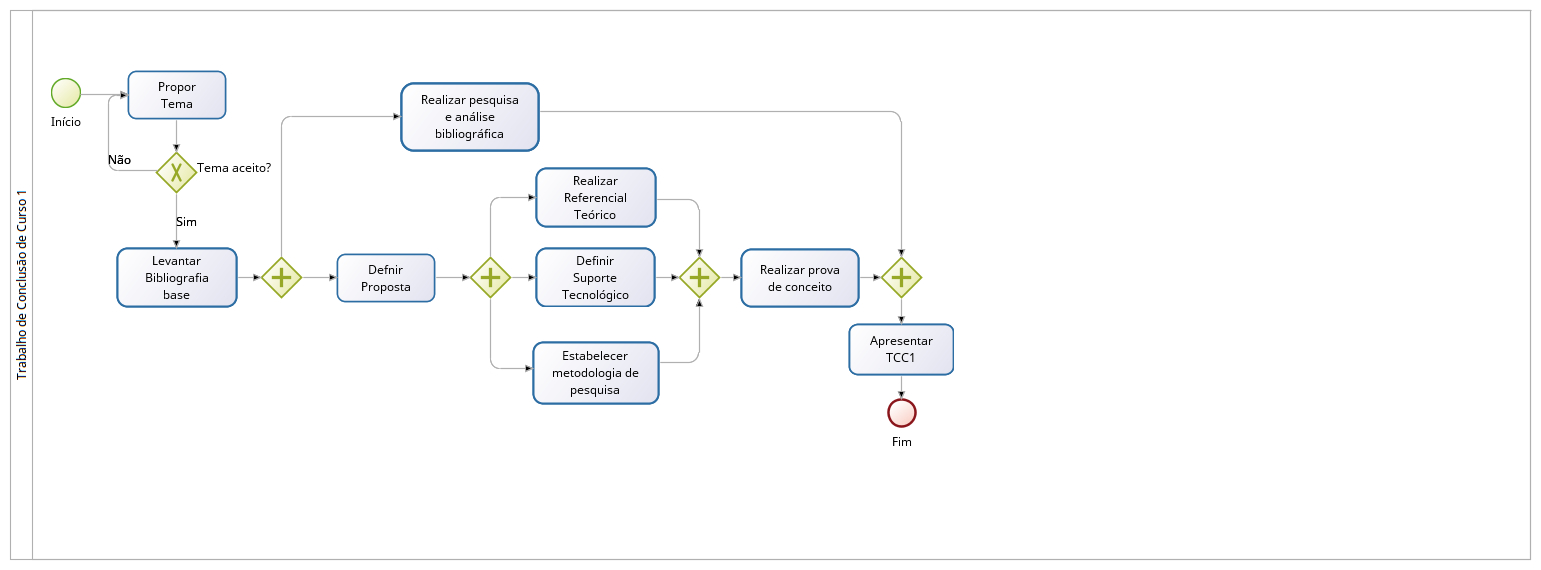 Trabalho de Conclusão de Curso 1
Início
Propor
Tema
Não
Tema aceito?
Sim
Levantar
Bibliografia
base
Realizar pesquisa
e análise
bibliográfica
Defnir
Proposta
Realizar
Referencial
Teórico
Definir
Suporte
Tecnológico
Estabelecer
metodologia de
pesquisa
Realizar prova
de conceito
Apresentar
TCC1
Fim